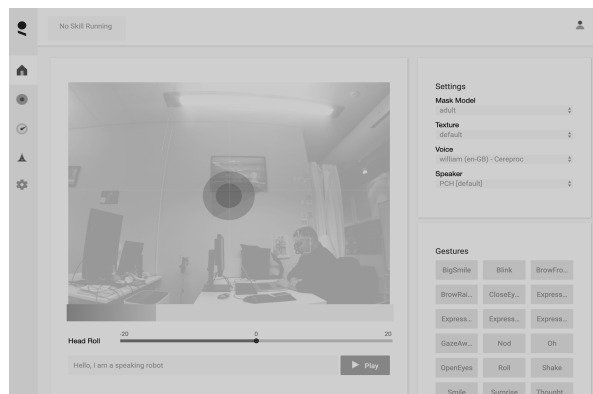 No Skill Running
Settings
Mask Model
adult
Texture
default
Voice
william (en-GB) - Cereproc
Speaker
PCH [default]
Head Roll
-20
0
20
Hello, I am a speaking robot
Play
Gestures
BigSmile
Blink
BrowFro...
BrowRai...
CloseEy...
Express...
Express...
Express...
Express...
GazeAw...
Nod
Oh
OpenEyes
Roll
Shake
Smile
Surprise
Thought...